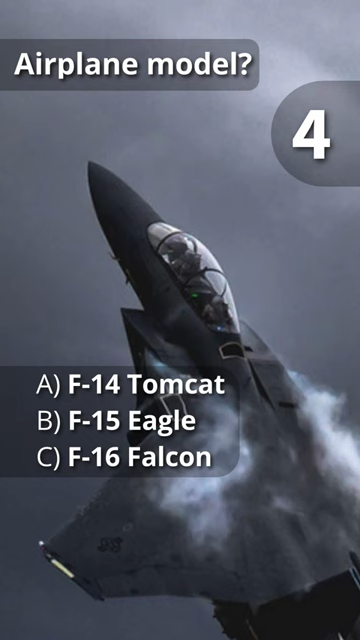 Airplane model?
4
A) F-14 Tomcat
B) F-15 Eagle
C) F-16 Falcon